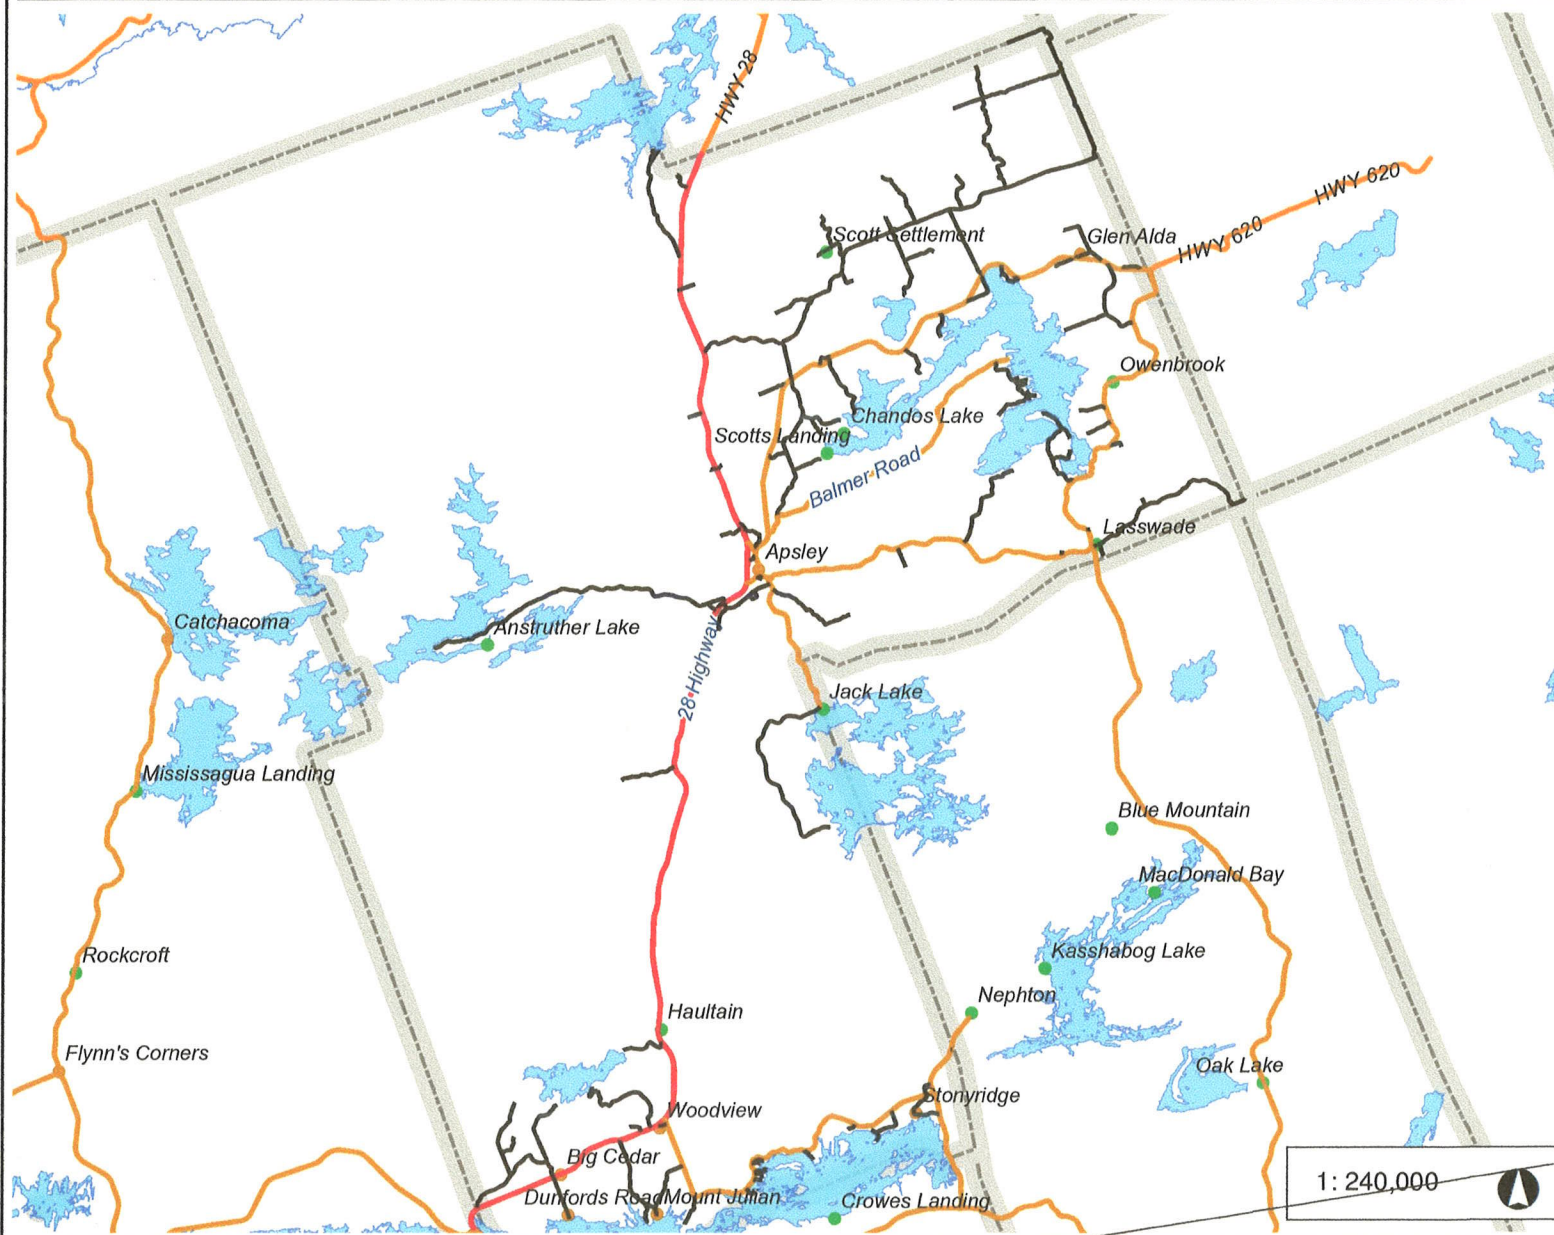 HWY 28
HWY 620
HWY 620
Scott Settlement
Glen Alda
Owenbrook
Chandos Lake
Scotts Landing
Balmer Road
Lasswade
Apsley
Catchacoma
Anstruther Lake
28 Highway
Jack Lake
Mississagua Landing
Blue Mountain
MacDonald Bay
Rockcroft
Kasshabog Lake
Nephton
Haultain
Flynn's Corners
Oak Lake
Stonyridge
Woodview
Big Cedar
1: 240,000
Dunfords Road
Mount Julian
Crowes Landing